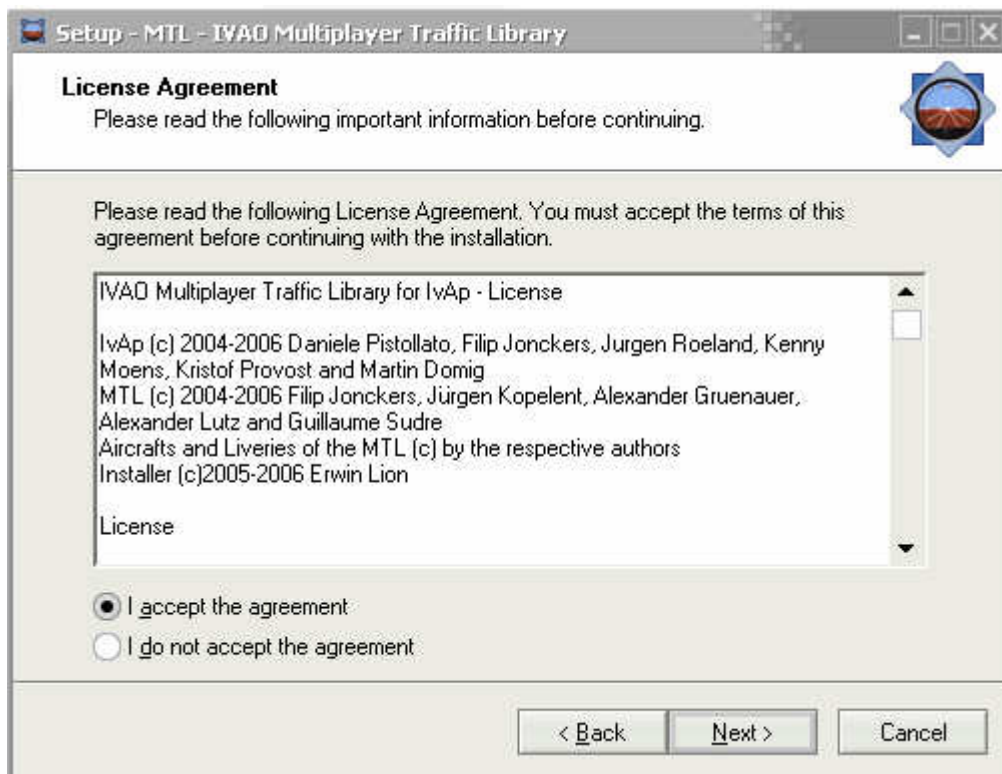 Setup - MTL - IVAO Multiplayer Traffic Library
License Agreement
Please read the following important information before continuing.
Please read the following License Agreement. You must accept the terms of this
agreement before continuing with the installation.
IVAO Multiplayer Traffic Library for IvAp - License
IvAp (c) 2004-2006 Daniele Pistollato, Filip Jonckers, Jurgen Roeland, Kenny
Moens, Kristof Provost and Martin Domig
MTL (c) 2004-2006 Filip Jonckers, Jürgen Kopelent, Alexander Gruenauer,
Alexander Lutz and Guillaume Sudre
Aircrafts and Liveries of the MTL (c) by the respective authors
Installer (c)2005-2006 Erwin Lion
License
I accept the agreement
I do not accept the agreement
< Back
Next >
Cancel